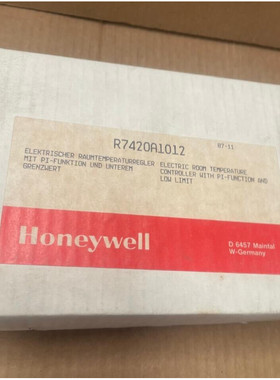 R7420A1012
07-11
ELEKTRISCHER RAUMTEMPERATURREGLER
MIT PI-FUNKTION UND UNTEREM
GRENZWERT
ELECTRIC ROOM TEMPERATURE
CONTROLLER WITH PI-FUNCTION AND
LOW LIMIT
Honeywell
D 6457 Maintal
W-Germany